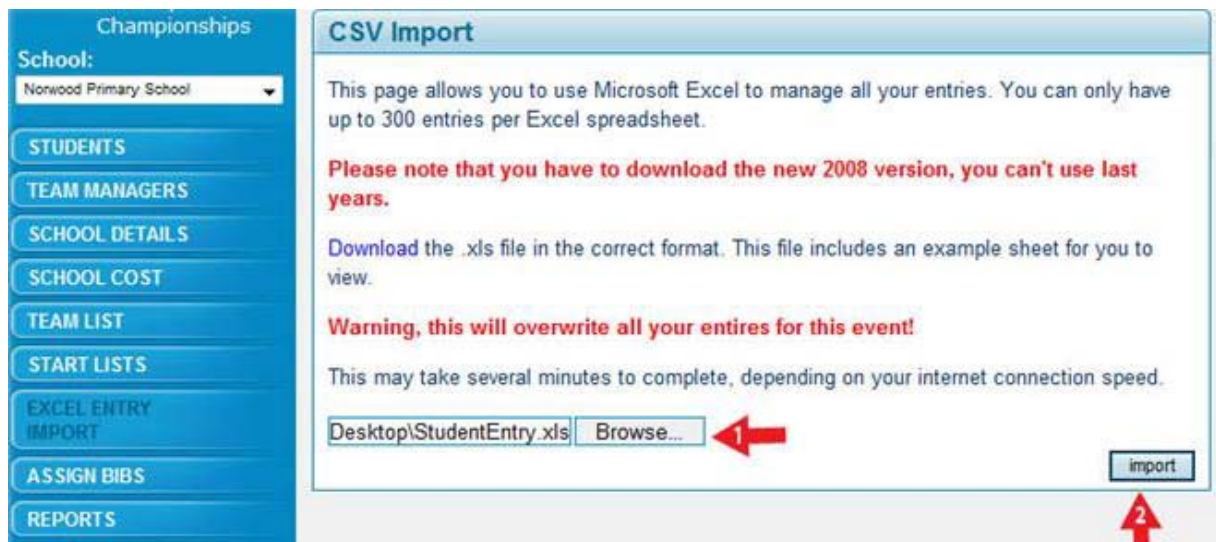 Championships
School:
Norwood Primary School
STUDENTS
TEAM MANAGERS
SCHOOL DETAILS
SCHOOL COST
TEAM LIST
START LISTS
EXCEL ENTRY
IMPORT
ASSIGN BIBS
REPORTS
CSV Import
This page allows you to use Microsoft Excel to manage all your entries. You can only have
up to 300 entries per Excel spreadsheet.
Please note that you have to download the new 2008 version, you can't use last
years.
Download the .xls file in the correct format. This file includes an example sheet for you to
view.
Warning, this will overwrite all your entires for this event!
This may take several minutes to complete, depending on your internet connection speed.
Desktop\StudentEntry.xls Browse... 1
import
2